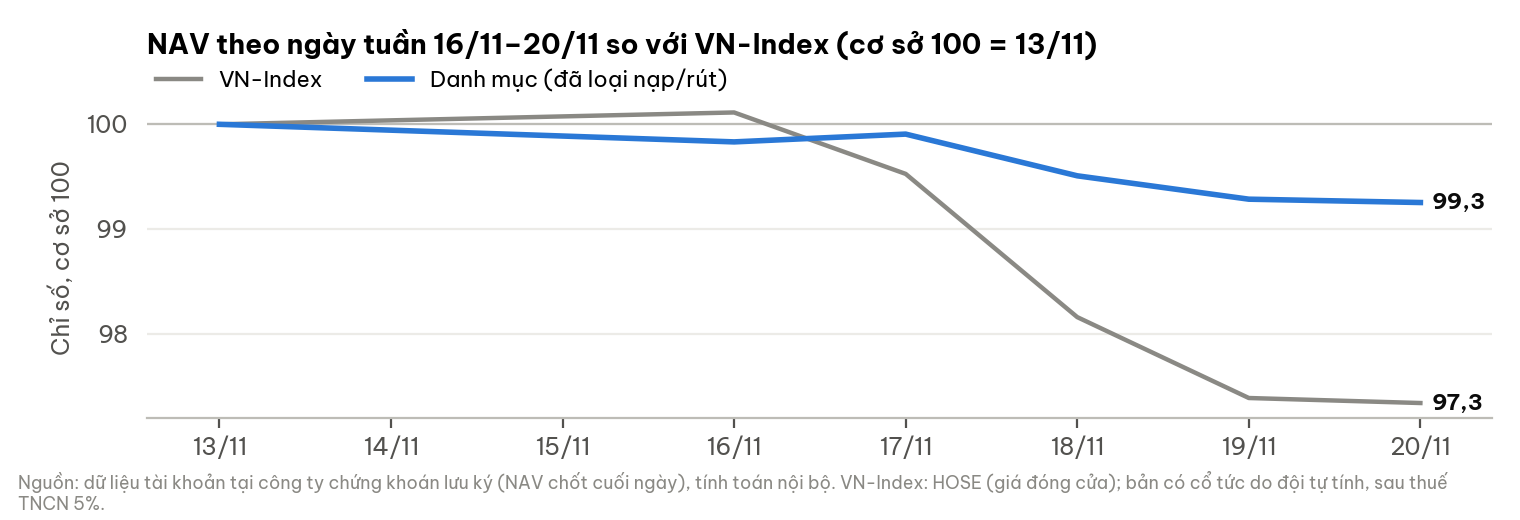 NAV theo ngày tuần 16/11–20/11 so với VN-Index (cơ sở 100 = 13/11)
VN-Index
Danh mục (đã loại nạp/rút)
Chỉ số, cơ sở 100
100
99
98
99,3
97,3
13/11
14/11
15/11
16/11
17/11
18/11
19/11
20/11
Nguồn: dữ liệu tài khoản tại công ty chứng khoán lưu ký (NAV chốt cuối ngày), tính toán nội bộ. VN-Index: HOSE (giá đóng cửa); bản có cổ tức do đội tự tính, sau thuế
TNCN 5%.